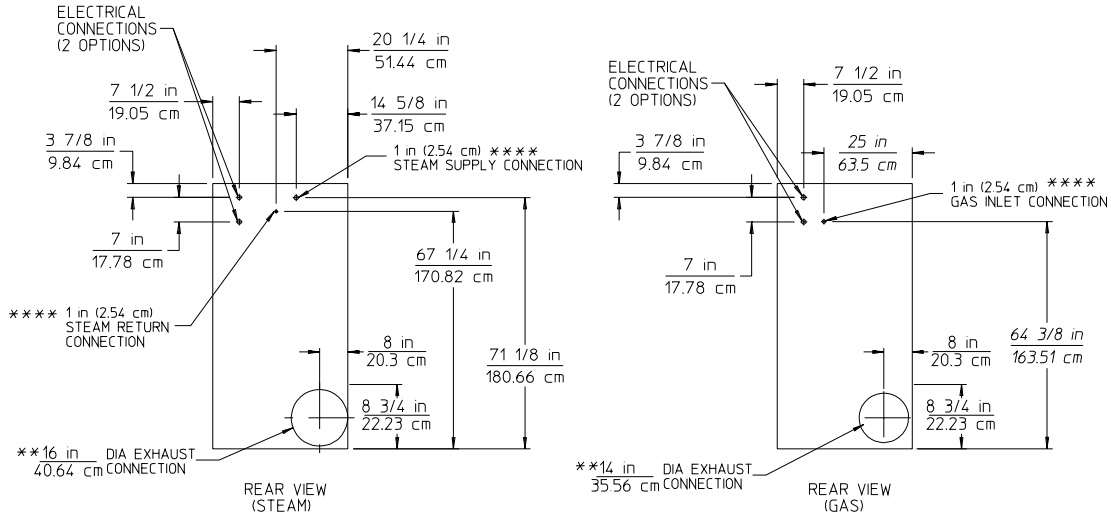 ELECTRICAL
CONNECTIONS
(2 OPTIONS)
20 1/4 in
51.44 cm
7 1/2 in
19.05 cm
14 5/8 in
37.15 cm
3 7/8 in
9.84 cm
1 in (2.54 cm) ****
STEAM SUPPLY CONNECTION
7 in
17.78 cm
67 1/4 in
170.82 cm
**** 1 in (2.54 cm)
STEAM RETURN
CONNECTION
71 1/8 in
180.66 cm
8 in
20.3 cm
8 3/4 in
22.23 cm
**16 in
40.64 cm
DIA EXHAUST
CONNECTION
REAR VIEW
(STEAM)
ELECTRICAL
CONNECTIONS
(2 OPTIONS)
7 1/2 in
19.05 cm
3 7/8 in
9.84 cm
25 in
63.5 cm
1 in (2.54 cm) ****
GAS INLET CONNECTION
7 in
17.78 cm
64 3/8 in
163.51 cm
8 in
20.3 cm
8 3/4 in
22.23 cm
**14 in
35.56 cm
DIA EXHAUST
CONNECTION
REAR VIEW
(GAS)